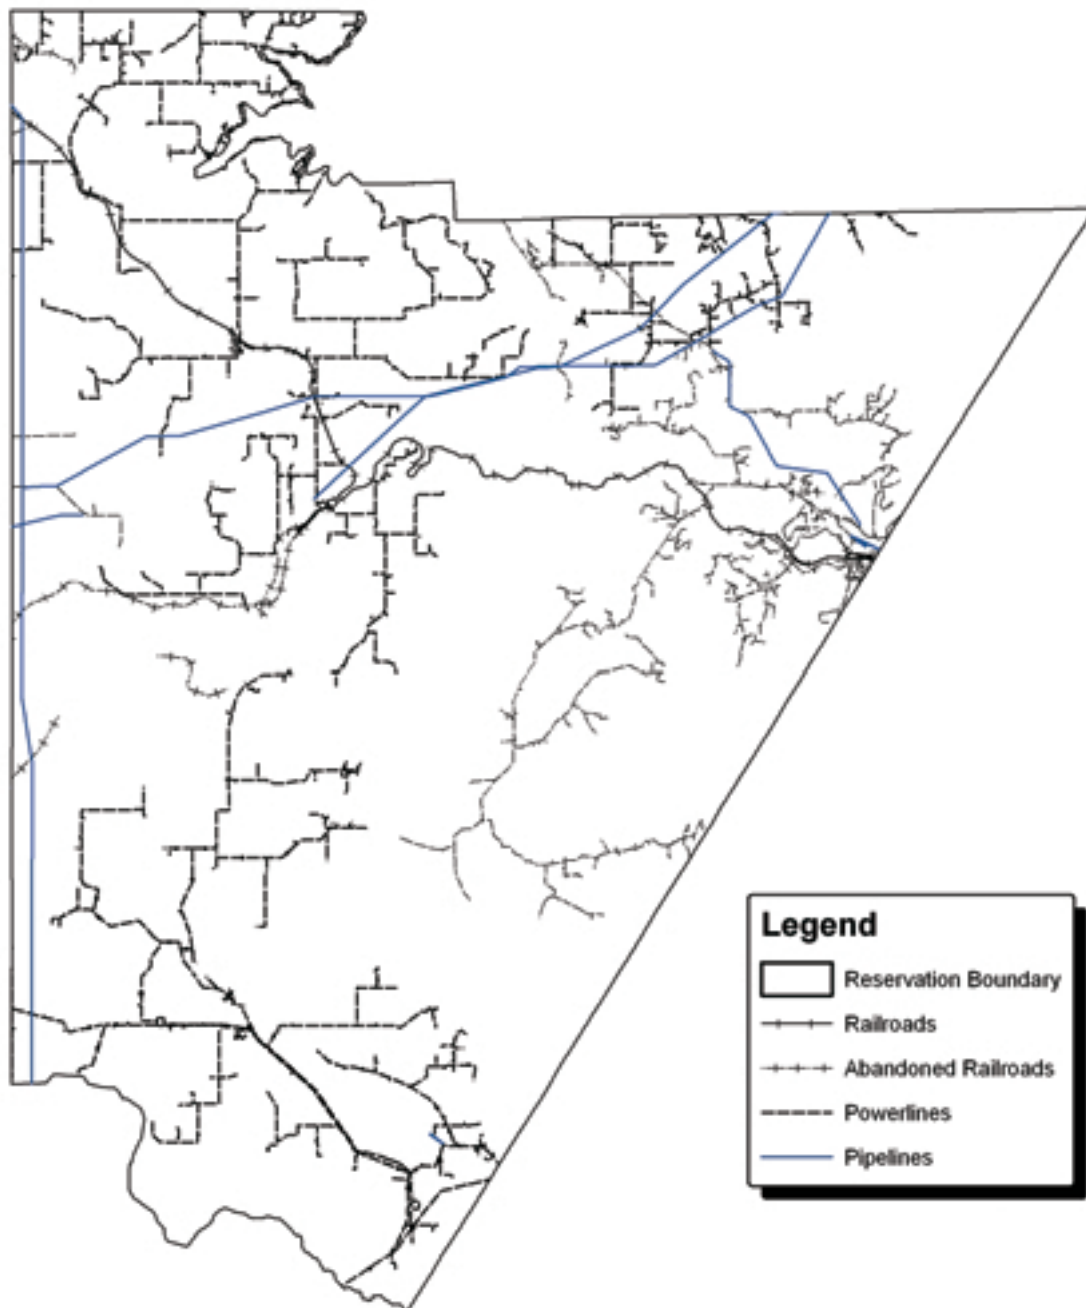 Legend
Reservation Boundary
Railroads
Abandoned Railroads
Powerlines
Pipelines